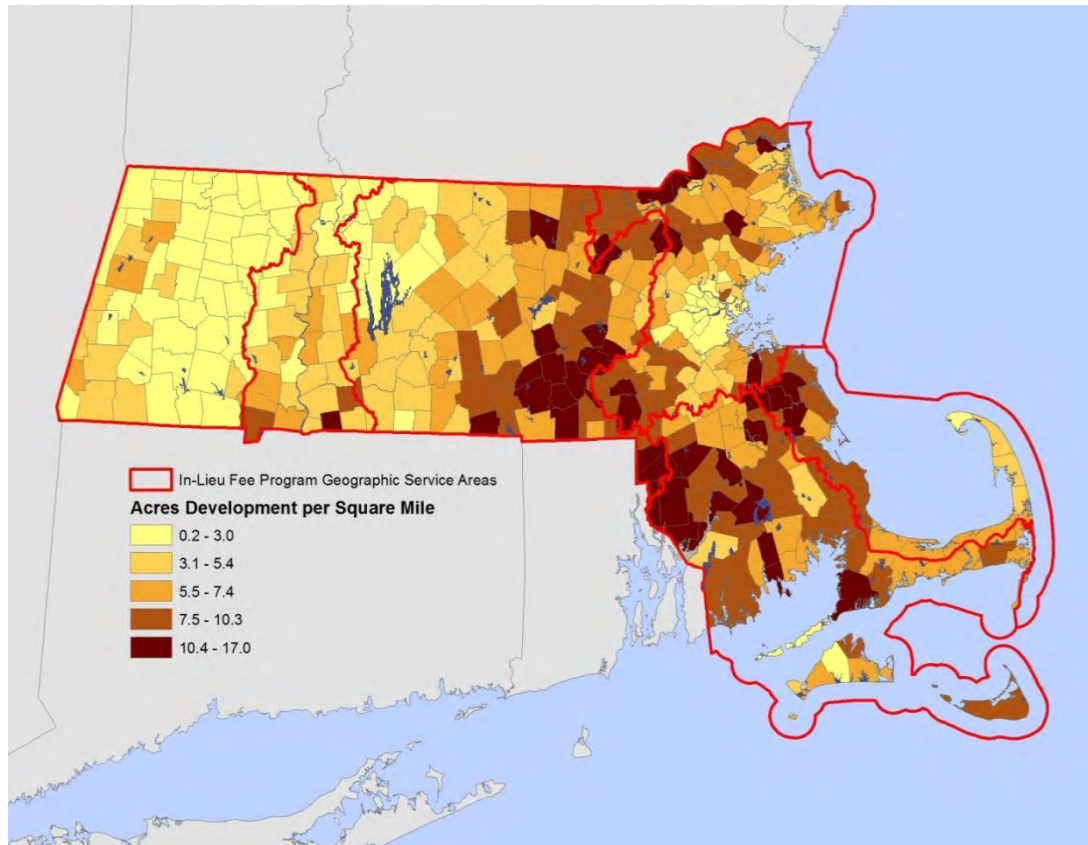 In-Lieu Fee Program Geographic Service Areas
Acres Development per Square Mile
0.2 - 3.0
3.1 - 5.4
5.5 - 7.4
7.5 - 10.3
10.4 - 17.0